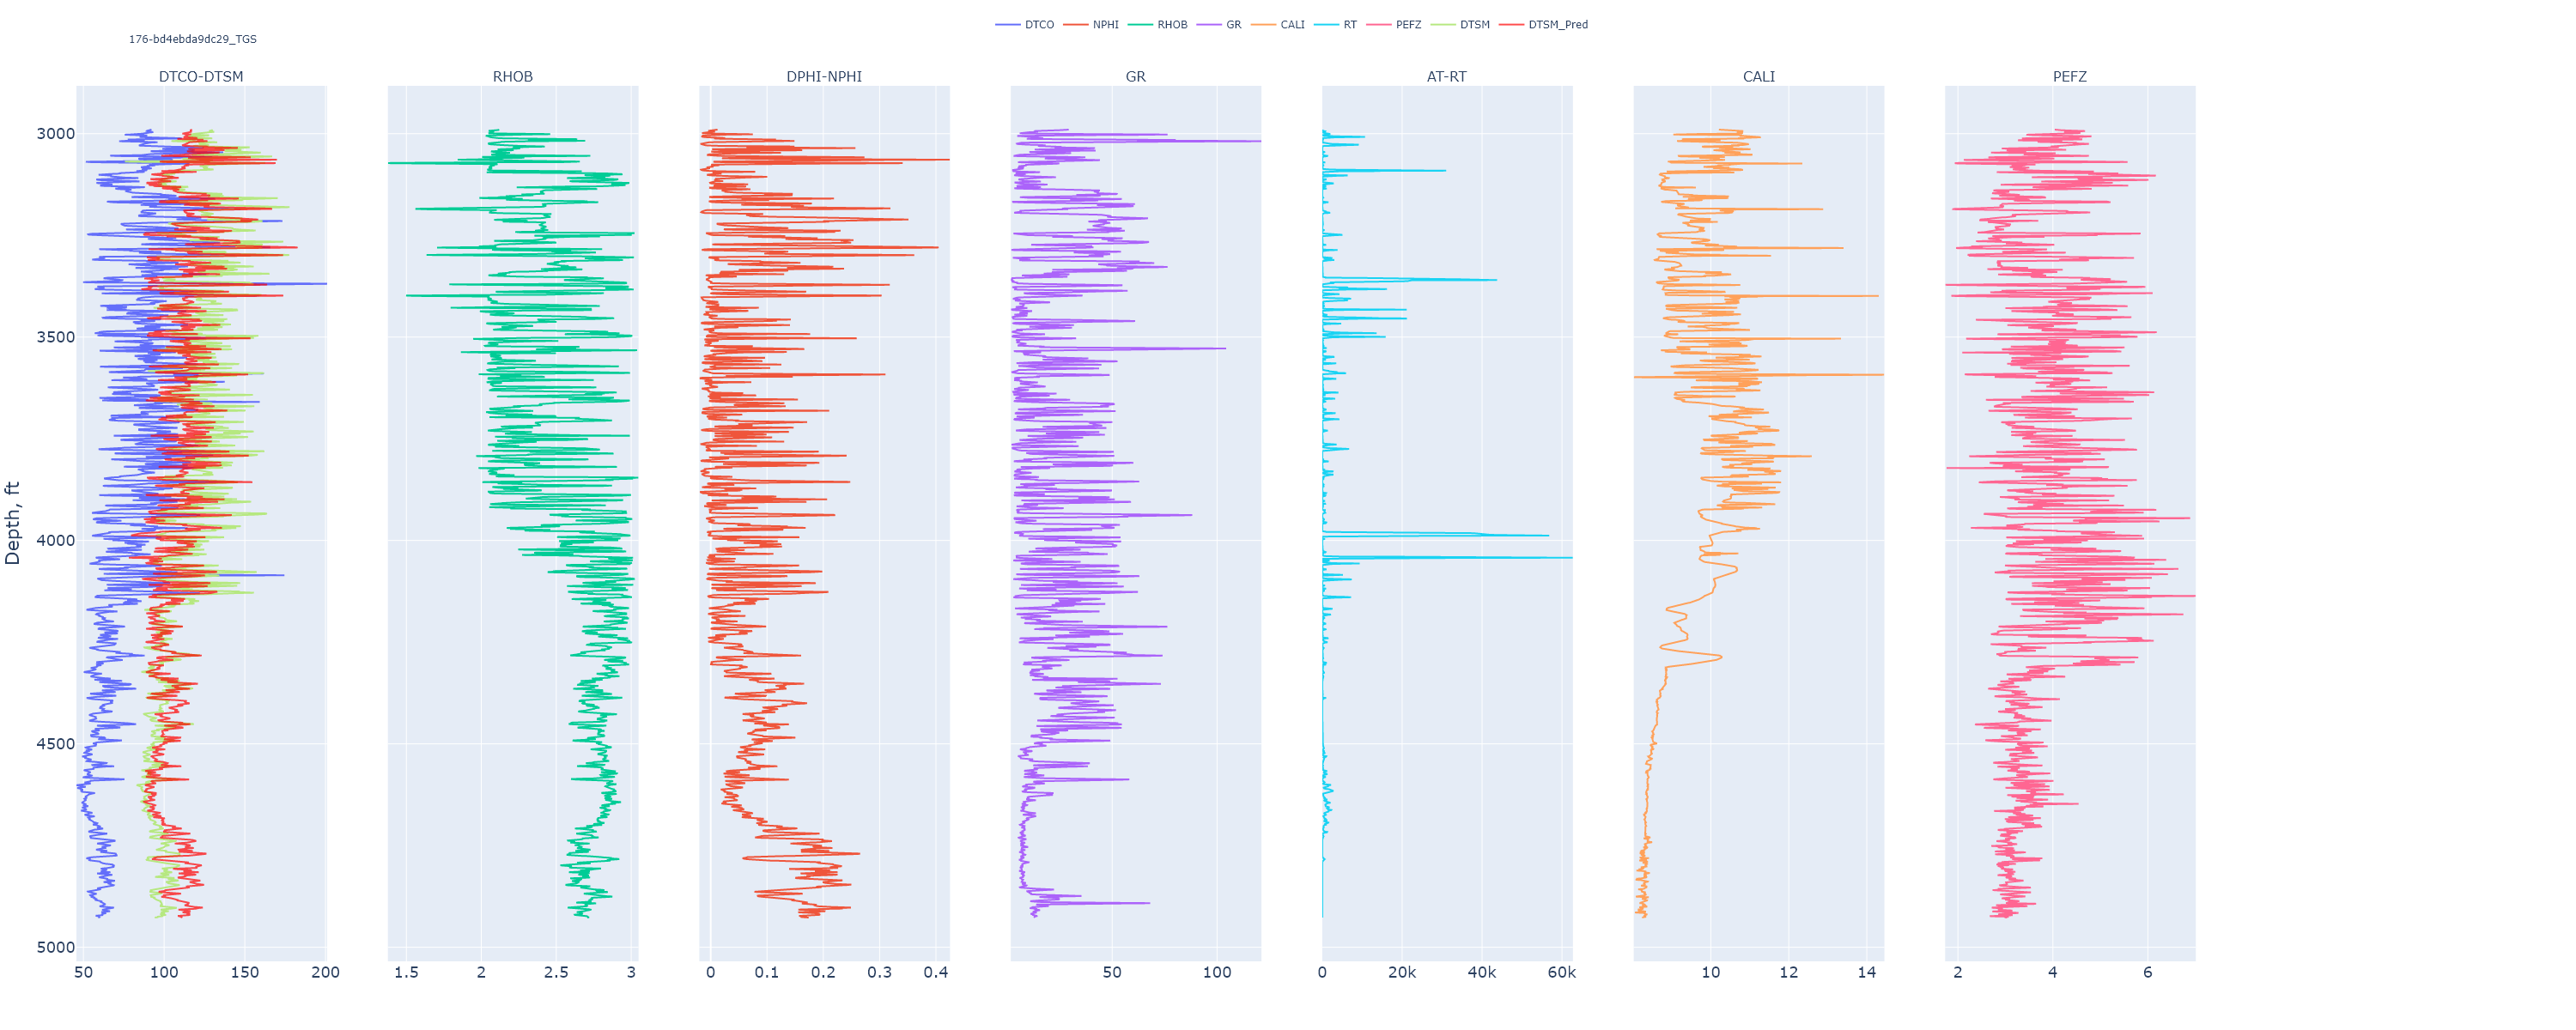 DTCO NPHI RHOB GR CALI RT PEFZ DTSM DTSM_Pred
176-bd4ebda9dc29_TGS
DTCO-DTSM RHOB DPHI-NPHI GR AT-RT CALI PEFZ
Depth, ft
3000
3500
4000
4500
5000
50 100 150 200 1.5 2 2.5 3 0 0.1 0.2 0.3 0.4 50 100 0 20k 40k 60k 10 12 14 2 4 6